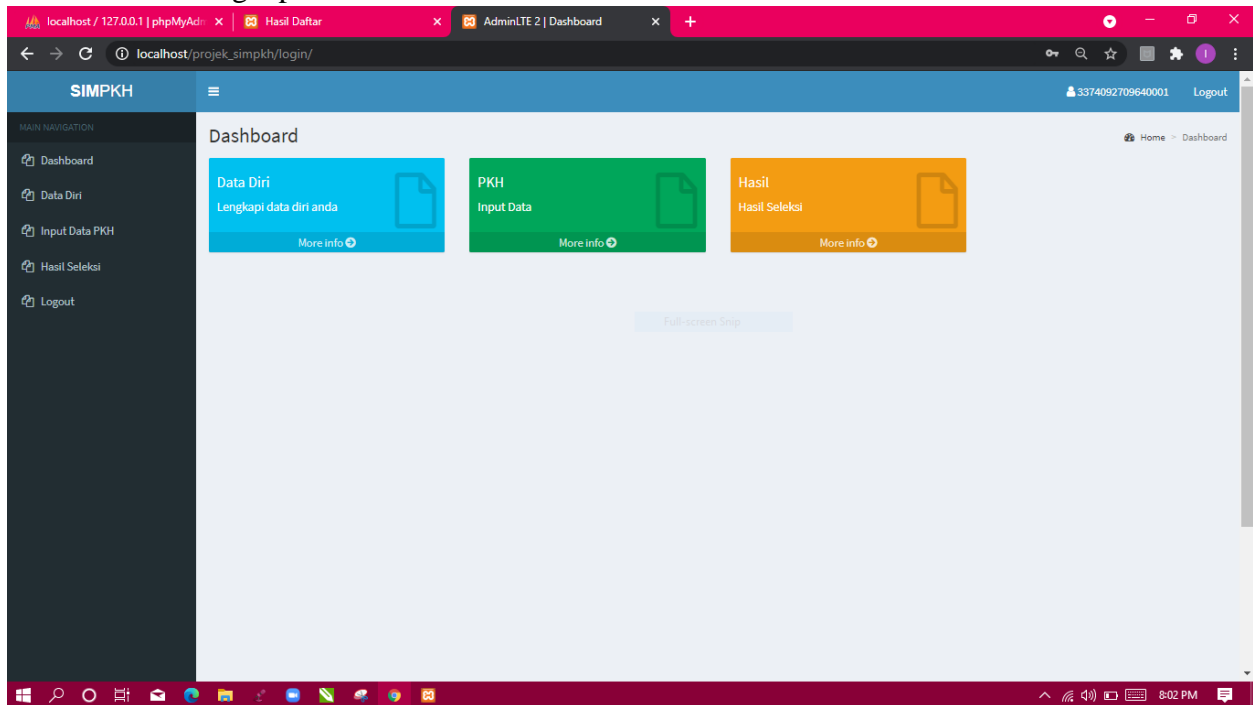 localhost / 127.0.0.1 | phpMyAdm
Hasil Daftar
AdminLTE 2 | Dashboard
localhost/projek_simpkh/login/
I
SIMPKH
3374092709640001 Logout
MAIN NAVIGATION
Dashboard
Home > Dashboard
Dashboard
Data Diri
Input Data PKH
Hasil Seleksi
Logout
Data Diri
Lengkapi data diri anda
More info
PKH
Input Data
More info
Hasil
Hasil Seleksi
More info
Full-screen Snip
8:02 PM